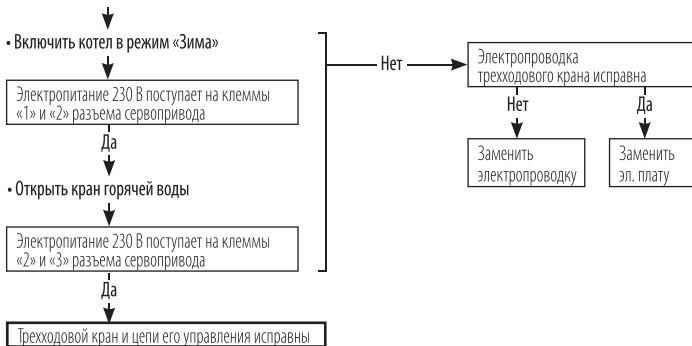 • Включить котел в режим «Зима»
Электропитание 230 В поступает на клеммы
«1» и «2» разъема сервопривода
Да
• Открыть кран горячей воды
Электропитание 230 В поступает на клеммы
«2» и «3» разъема сервопривода
Да
Трехходовой кран и цепи его управления исправны
Нет
Электропроводка
трехходового крана исправна
Нет
Да
Заменить
электропроводку
Заменить
эл. плату